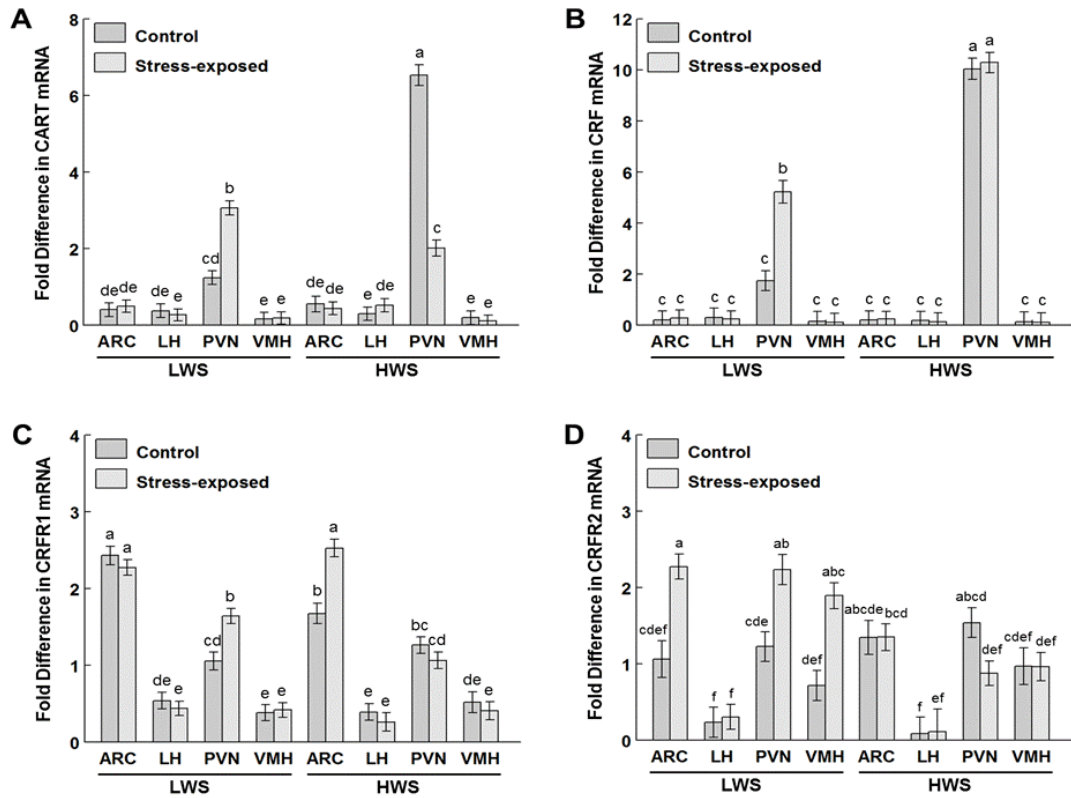 A
Control
Stress-exposed
Fold Difference in CART mRNA
8
6
4
2
0
de de de e cd b e e de de e de a c e e
ARC LH PVN VMH ARC LH PVN VMH
LWS HWS
B
Control
Stress-exposed
Fold Difference in CRF mRNA
12
10
8
6
4
2
0
c c c c c b c c c c c c a a c c
ARC LH PVN VMH ARC LH PVN VMH
LWS HWS
C
Control
Stress-exposed
Fold Difference in CRFR1 mRNA
4
3
2
1
0
a a de e cd b e e b a e e bc cd de e
ARC LH PVN VMH ARC LH PVN VMH
LWS HWS
D
Control
Stress-exposed
Fold Difference in CRFR2 mRNA
4
3
2
1
0
cdef a f f cde ab def abc abcde bcd f ef abcd def cdef def
ARC LH PVN VMH ARC LH PVN VMH
LWS HWS